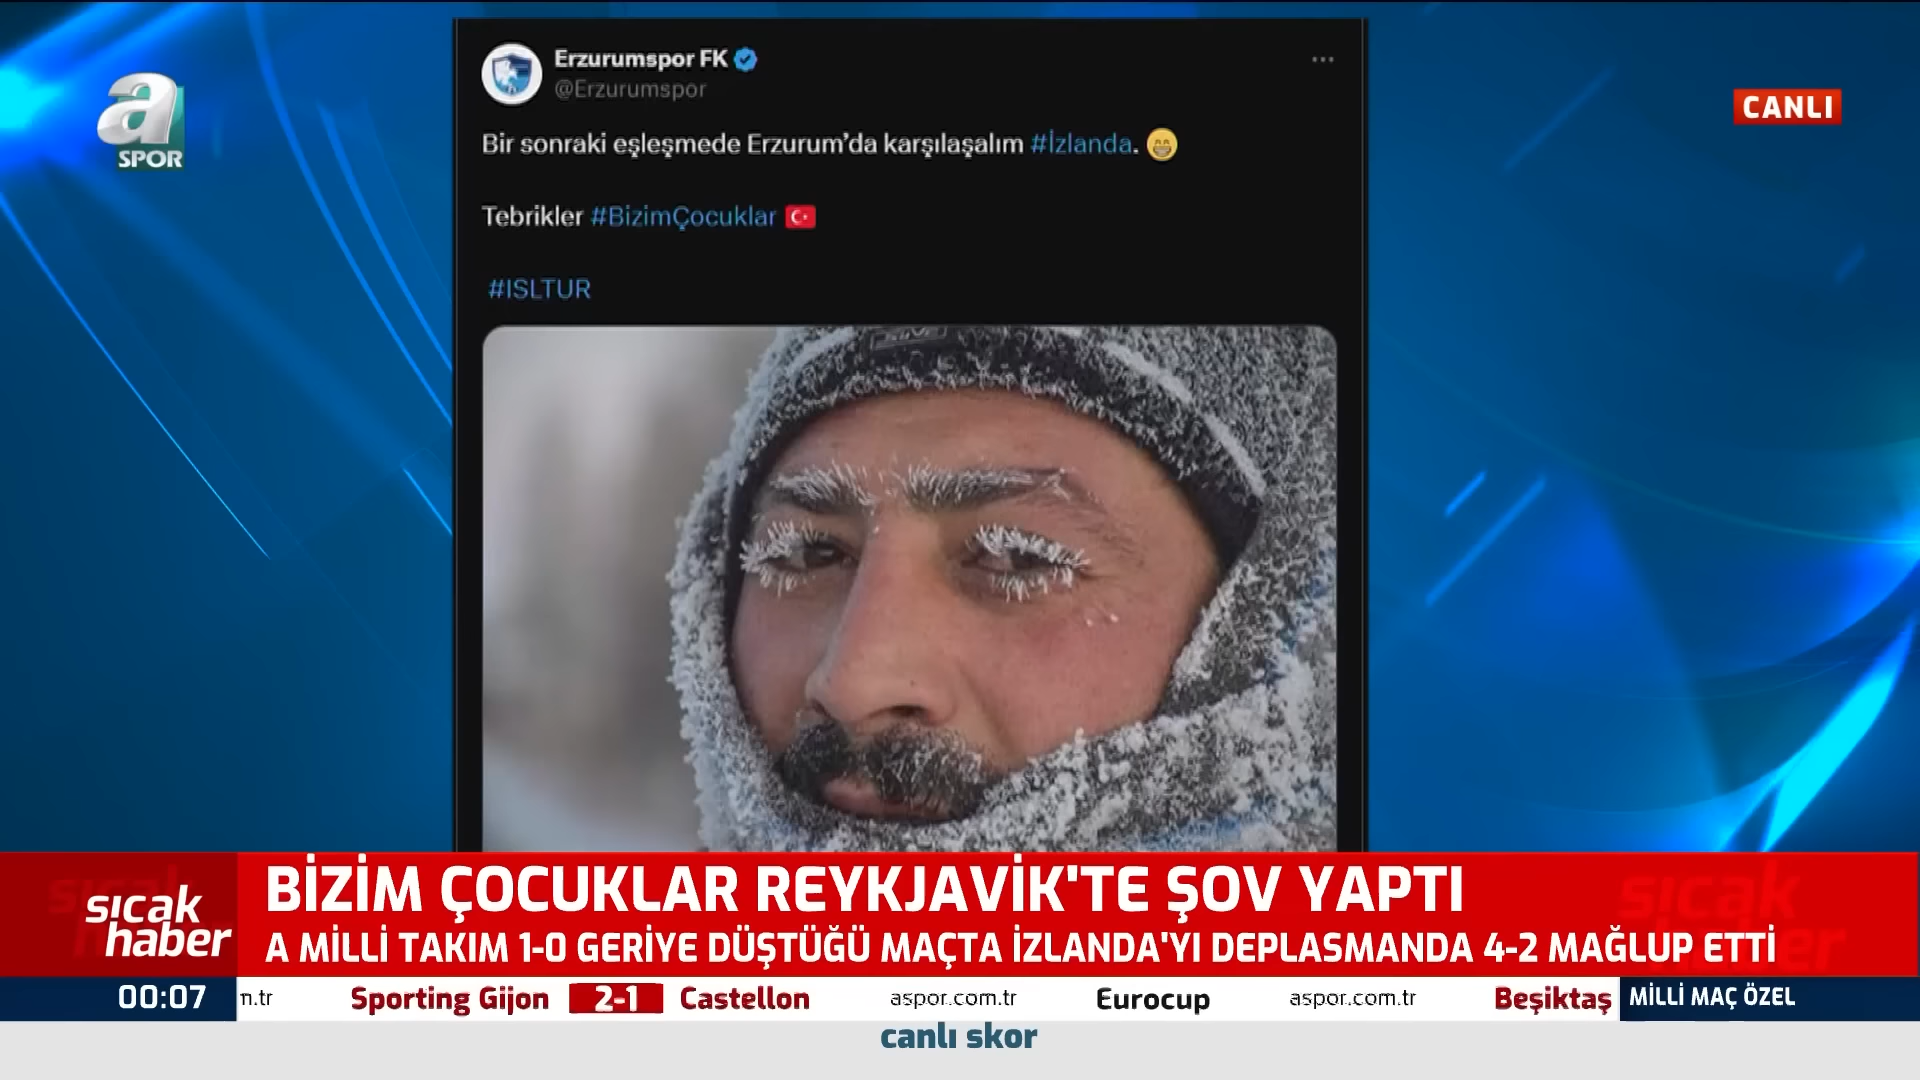 a
SPOR
Erzurumspor FK
@Erzurumspor
CANLI
Bir sonraki eşleşmede Erzurum’da karşılaşalım #İzlanda.
Tebrikler #BizimÇocuklar
#ISLTUR
sıcak
haber
BİZİM ÇOCUKLAR REYKJAVİK'TE ŞOV YAPTI
A MİLLİ TAKIM 1-0 GERİYE DÜŞTÜĞÜ MAÇTA İZLANDA'YI DEPLASMANDA 4-2 MAĞLUP ETTİ
00:07 n.tr Sporting Gijon 2-1 Castellon aspor.com.tr Eurocup aspor.com.tr Beşiktaş MİLLİ MAÇ ÖZEL
canlı skor